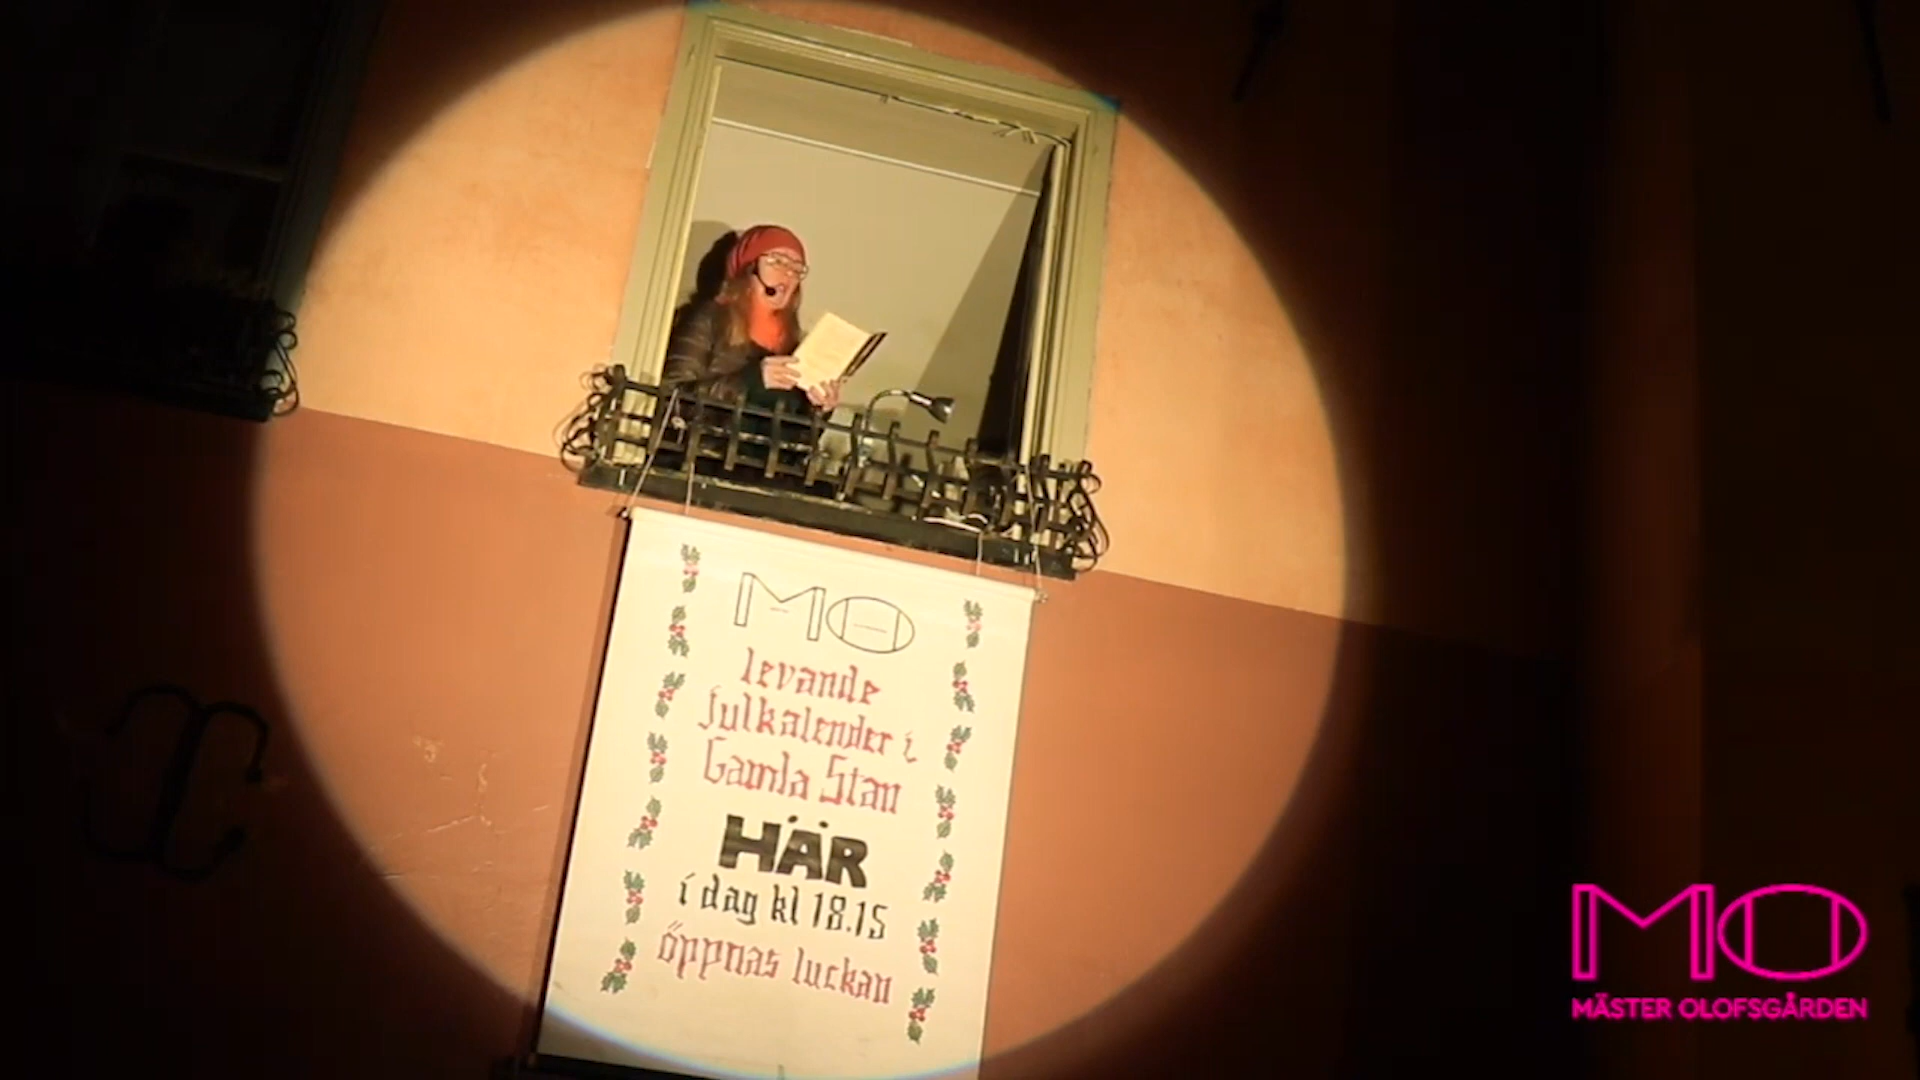 MO
levande
julkalender i
Gamla Stan
HÄR
i dag kl 18.15
öppnas luckan
MO
MÄSTER OLOFSGÅRDEN